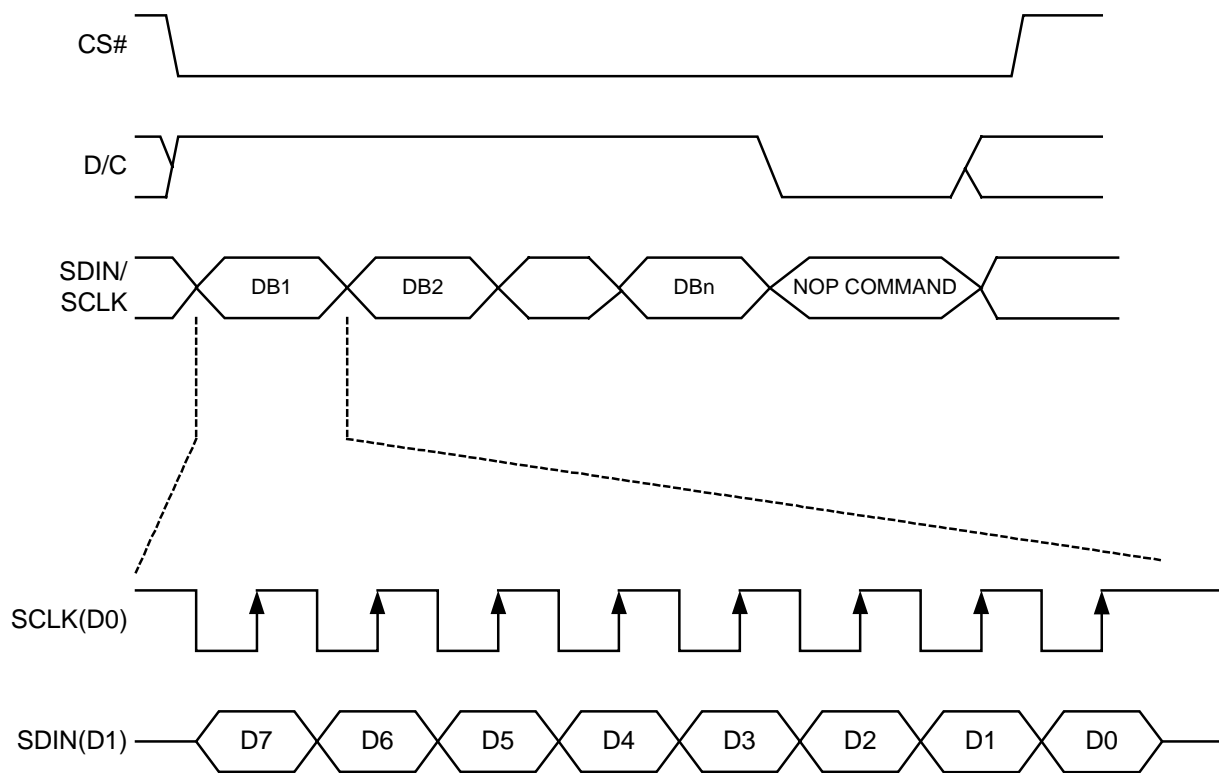 CS#
D/C
SDIN/
SCLK
DB1 DB2 DBn NOP COMMAND
SCLK(D0)
SDIN(D1) D7 D6 D5 D4 D3 D2 D1 D0